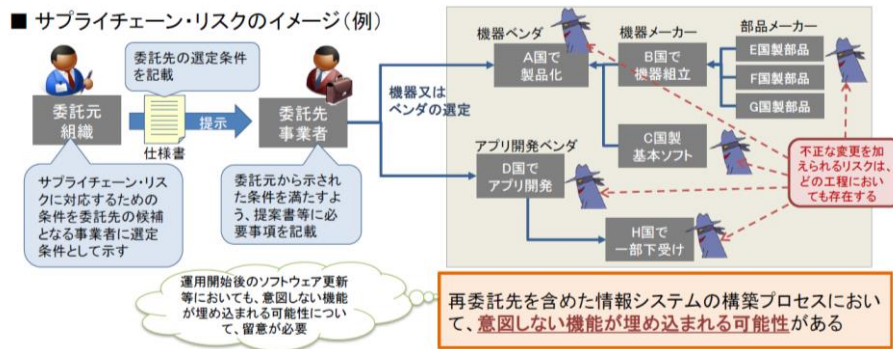 ■ サプライチェーン・リスクのイメージ(例)
委託先の選定条件
を記載
委託元
組織
提示
仕様書
委託先
事業者
サプライチェーン・リス
クに対応するための
条件を委託先の候補
となる事業者に選定
条件として示す
委託元から示され
た条件を満たすよ
う、提案書等に必
要事項を記載
機器又は
ベンダの選定
機器ベンダ
A国で
製品化
機器メーカー
B国で
機器組立
部品メーカー
E国製部品
F国製部品
G国製部品
C国製
基本ソフト
アプリ開発ベンダ
D国で
アプリ開発
H国で
一部下受け
不正な変更を加
えられるリスクは、
どの工程におい
ても存在する
運用開始後のソフトウェア更新
等においても、意図しない機能
が埋め込まれる可能性につい
て、留意が必要
再委託先を含めた情報システムの構築プロセスにおい
て、意図しない機能が埋め込まれる可能性がある